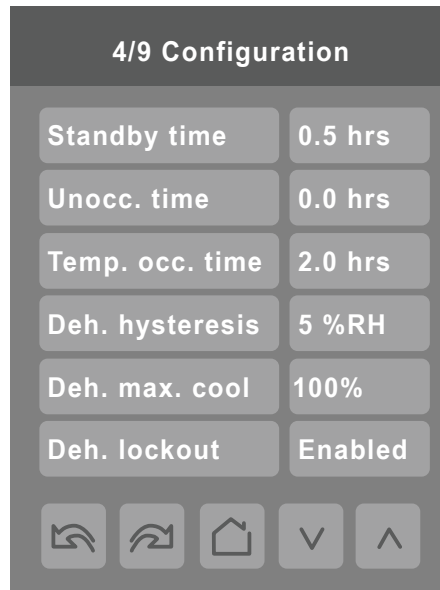 4/9 Configuration
Standby time 0.5 hrs
Unocc. time 0.0 hrs
Temp. occ. time 2.0 hrs
Deh. hysteresis 5 %RH
Deh. max. cool 100%
Deh. lockout Enabled